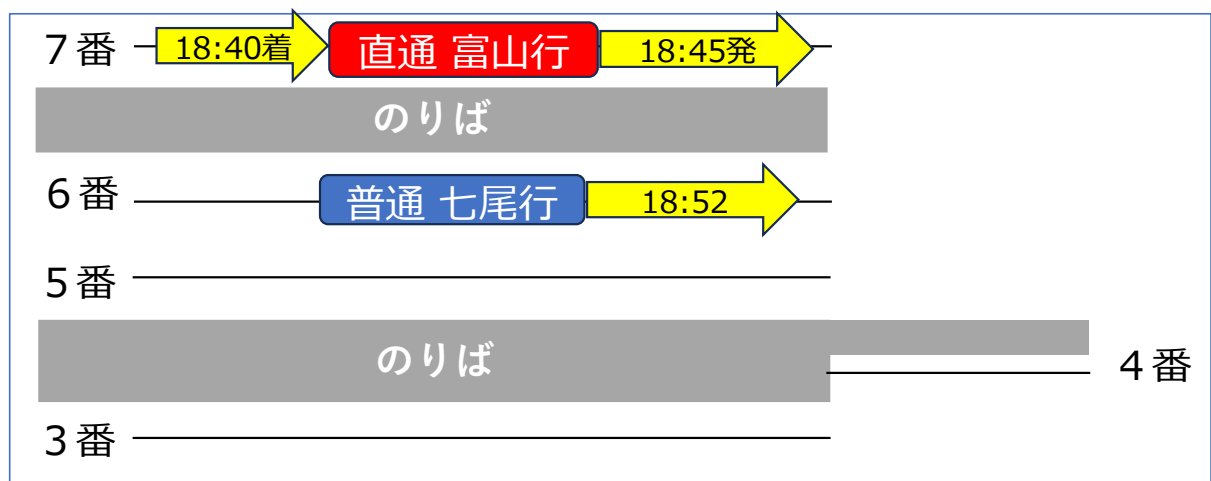 7番 18:40着 直通 富山行 18:45発
のりば
6番 普通 七尾行 18:52
5番
のりば
4番
3番